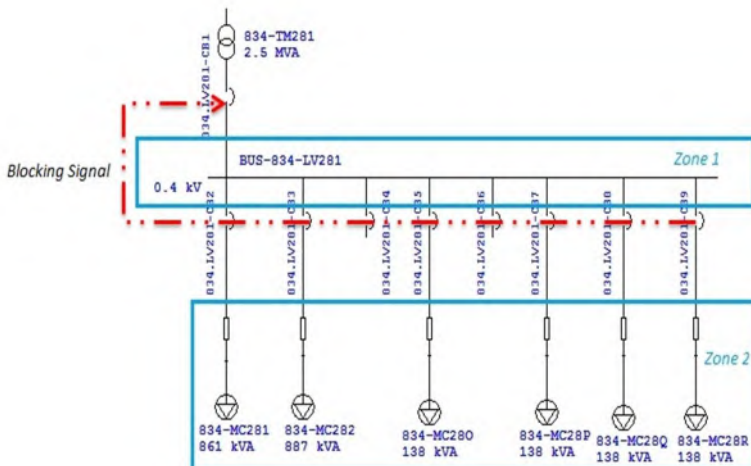 834-TM281
2.5 MVA
834.LV281-CB1
Blocking Signal
BUS-834-LV281
Zone 1
0.4 kV
834.LV281-CB2
834.LV281-CB3
834.LV281-CB4
834.LV281-CB5
834.LV281-CB6
834.LV281-CB7
834.LV281-CB8
834.LV281-CB9
Zone 2
834-MC281
861 kVA
834-MC282
887 kVA
834-MC28O
138 kVA
834-MC28P
138 kVA
834-MC28Q
138 kVA
834-MC28R
138 kVA